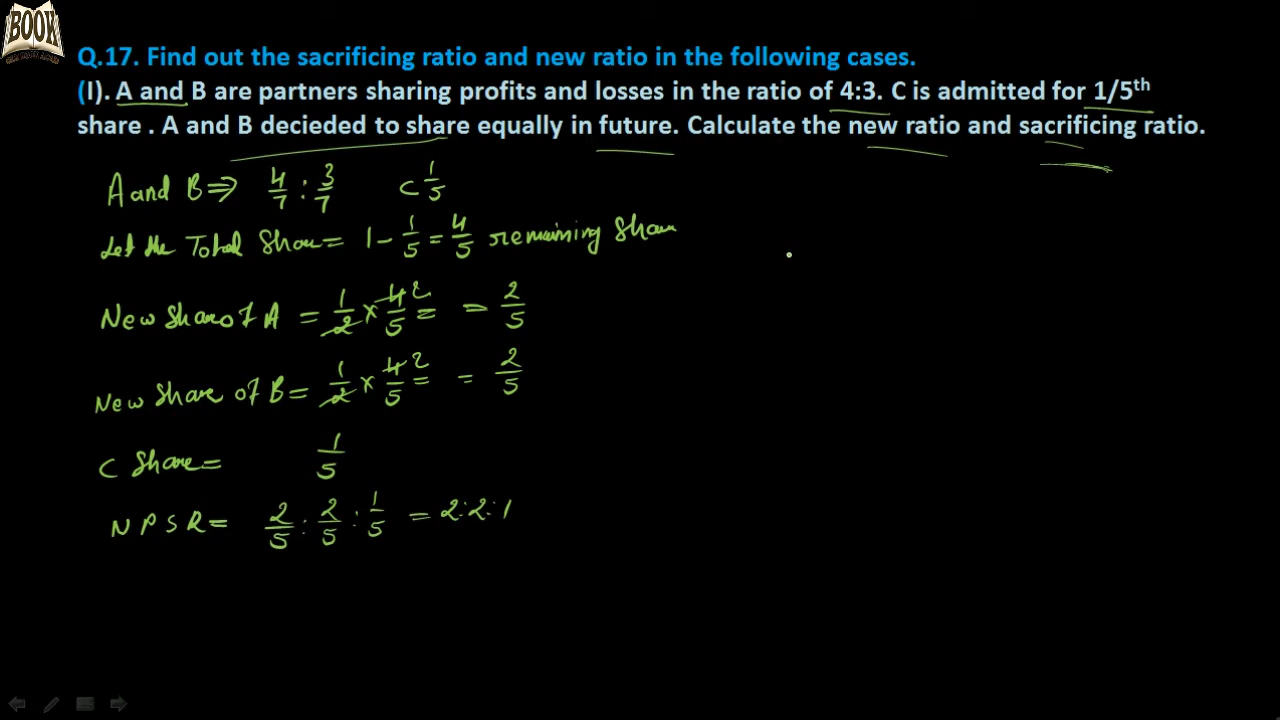 BOOK
Q.17. Find out the sacrificing ratio and new ratio in the following cases.
(I). A and B are partners sharing profits and losses in the ratio of 4:3. C is admitted for 1/5th
share . A and B decieded to share equally in future. Calculate the new ratio and sacrificing ratio.
A and B ⇒ 4/7 : 3/7 C 1/5
Let the Total Share = 1 - 1/5 = 4/5 remaining Share
New Share of A = 1/2 × 4/5 2 = = 2/5
New Share of B = 1/2 × 4/5 2 = = 2/5
C Share = 1/5
N P S R = 2/5 : 2/5 : 1/5 = 2:2:1